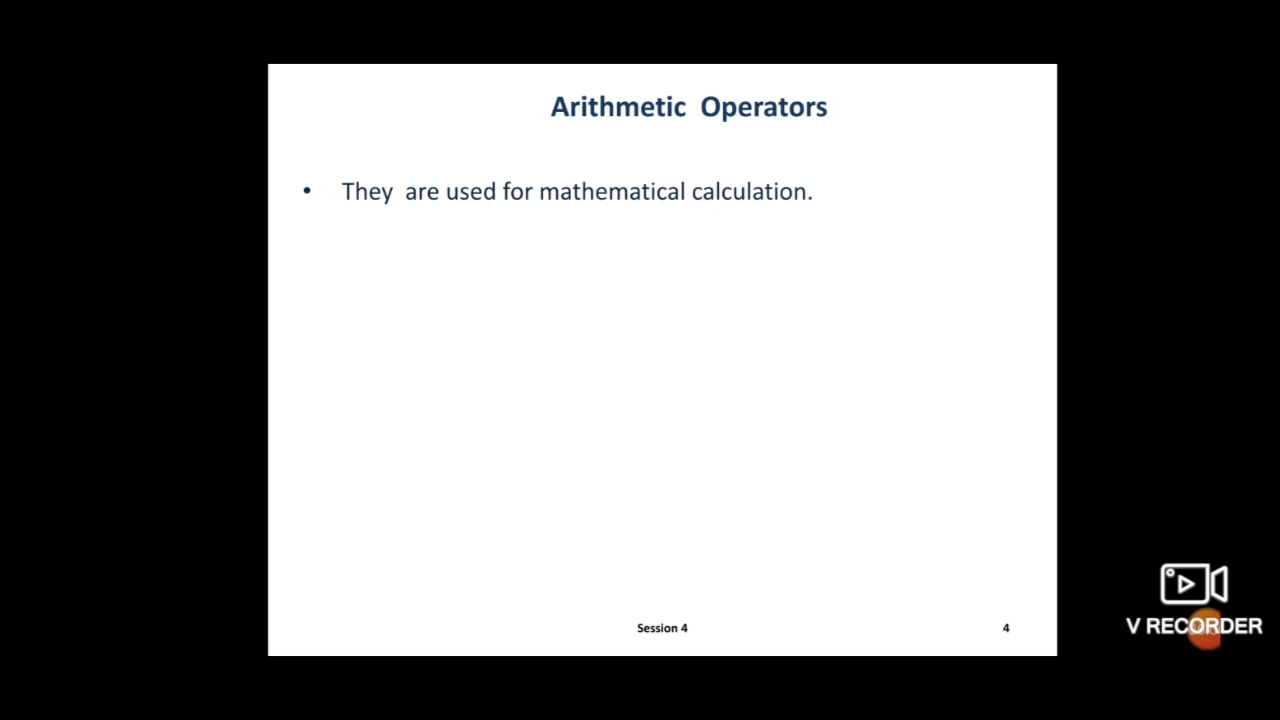 Arithmetic  Operators
•  They  are used for mathematical calculation.
Session 4
4
V RECORDER